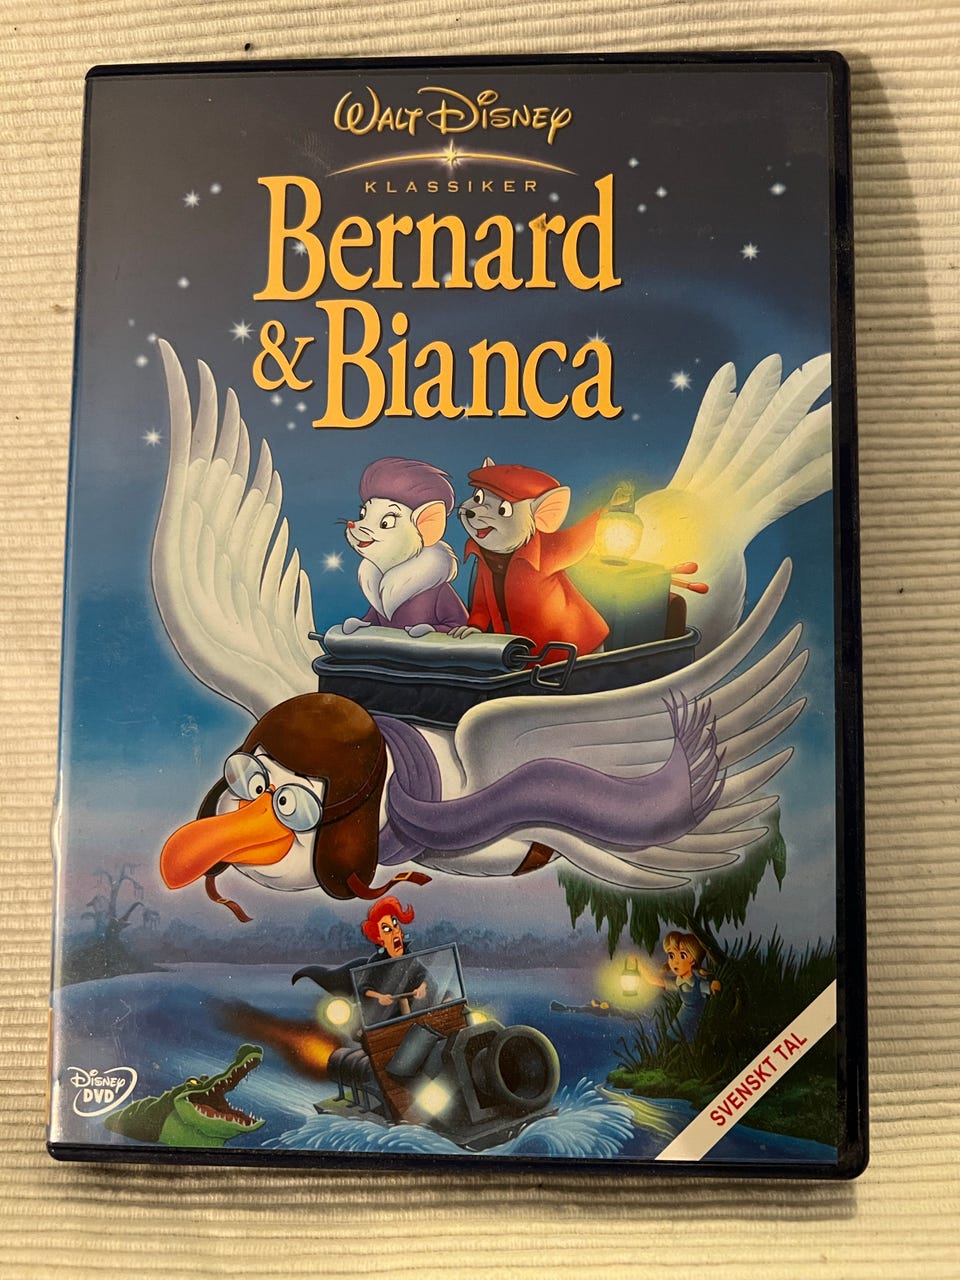 WALT DISNEY
KLASSIKER
Bernard
& Bianca
Disney
DVD
SVENSKT TAL